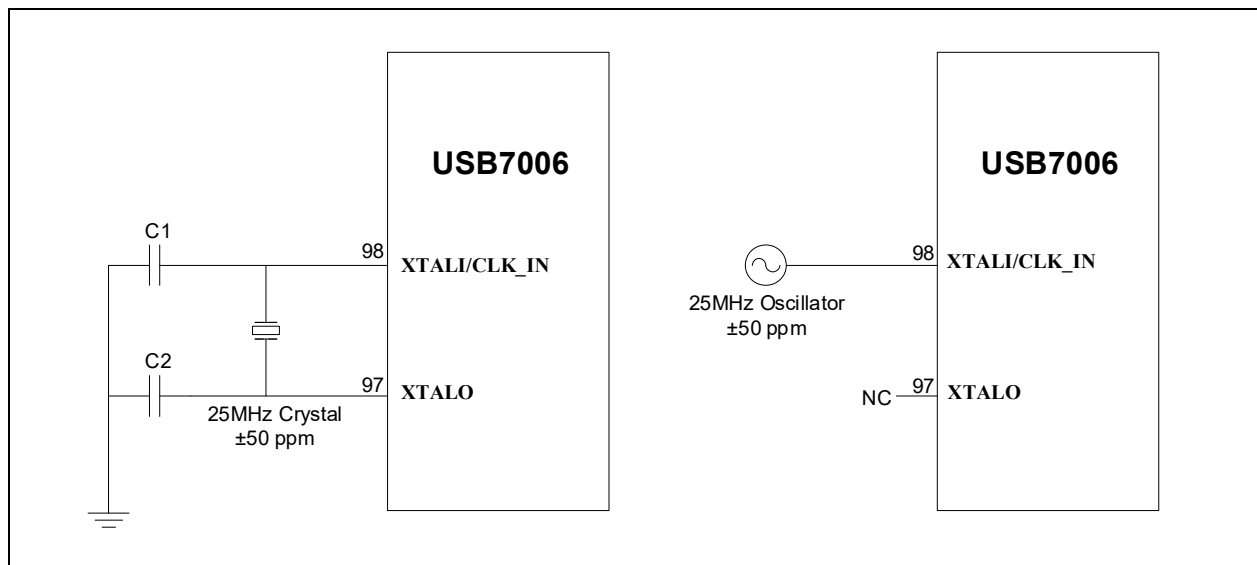 USB7006
C1
98
XTALI/CLK_IN
C2
97
XTALO
25MHz Crystal
±50 ppm
USB7006
98
XTALI/CLK_IN
25MHz Oscillator
±50 ppm
NC
97
XTALO